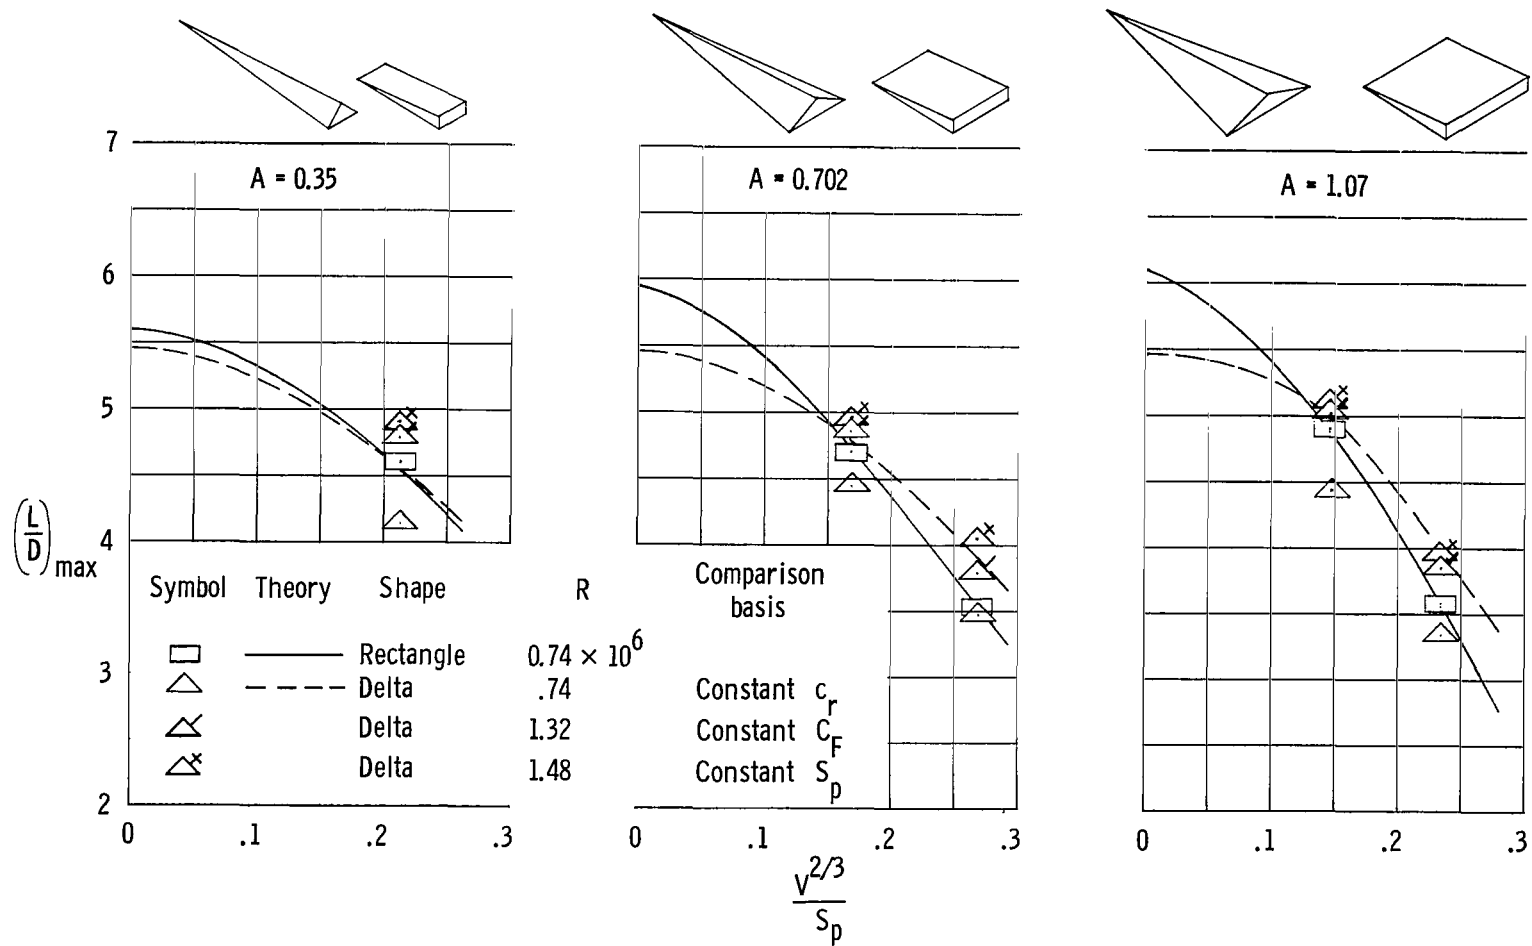 7
A = 0.35
A = 0.702
A = 1.07
6
5
(L/D)max
4
Symbol Theory Shape R Comparison basis
Rectangle 0.74 × 10^6
3
Delta .74 Constant c_r
Delta 1.32 Constant C_F
Delta 1.48 Constant S_p
2
0 .1 .2 .3
0 .1 .2 .3
0 .1 .2 .3
V^2/3
S_p